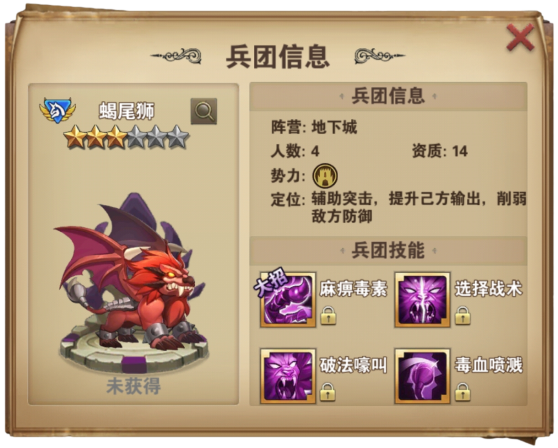 兵团信息
蝎尾狮
未获得
兵团信息
阵营: 地下城
人数: 4 资质: 14
势力:
定位: 辅助突击，提升己方输出，削弱
敌方防御
兵团技能
大招
麻痹毒素
选择战术
破法嚎叫
毒血喷溅